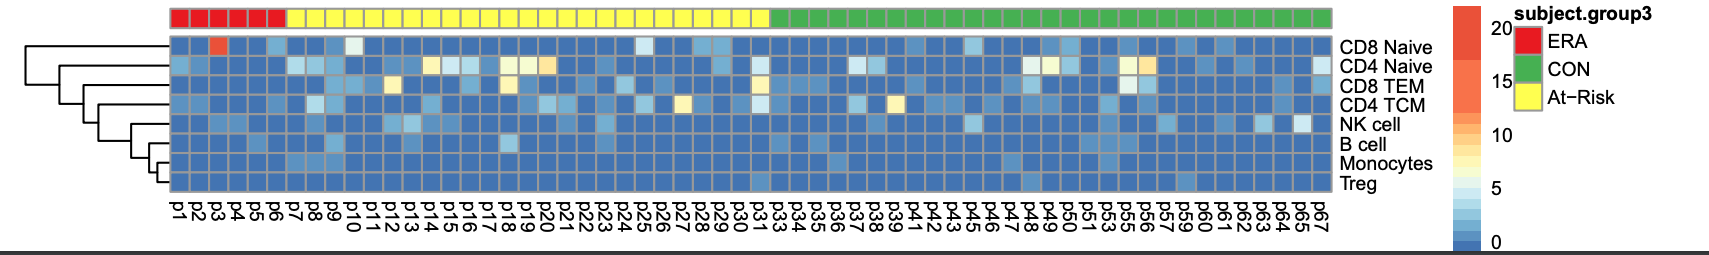 subject.group3
ERA
CON
At−Risk
20
15
10
5
0
CD8 Naive
CD4 Naive
CD8 TEM
CD4 TCM
NK cell
B cell
Monocytes
Treg
p1 p2 p3 p4 p5 p6 p7 p8 p9 p10 p11 p12 p13 p14 p15 p16 p17 p18 p19 p20 p21 p22 p23 p24 p25 p26 p27 p28 p29 p30 p31 p33 p34 p35 p36 p37 p38 p39 p41 p42 p43 p45 p46 p47 p48 p49 p50 p51 p53 p55 p56 p57 p59 p60 p61 p62 p63 p64 p65 p67